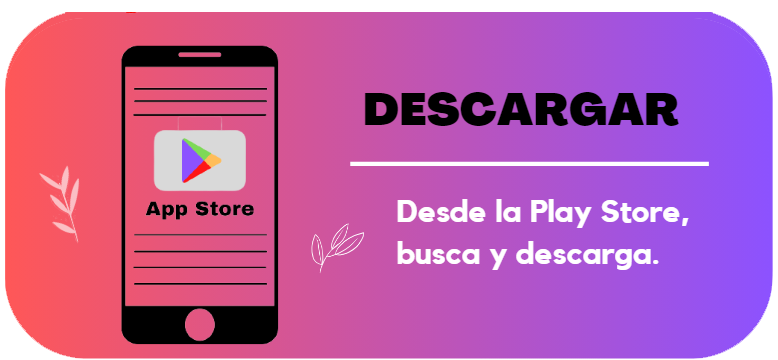 DESCARGAR
App Store
Desde la Play Store,
busca y descarga.